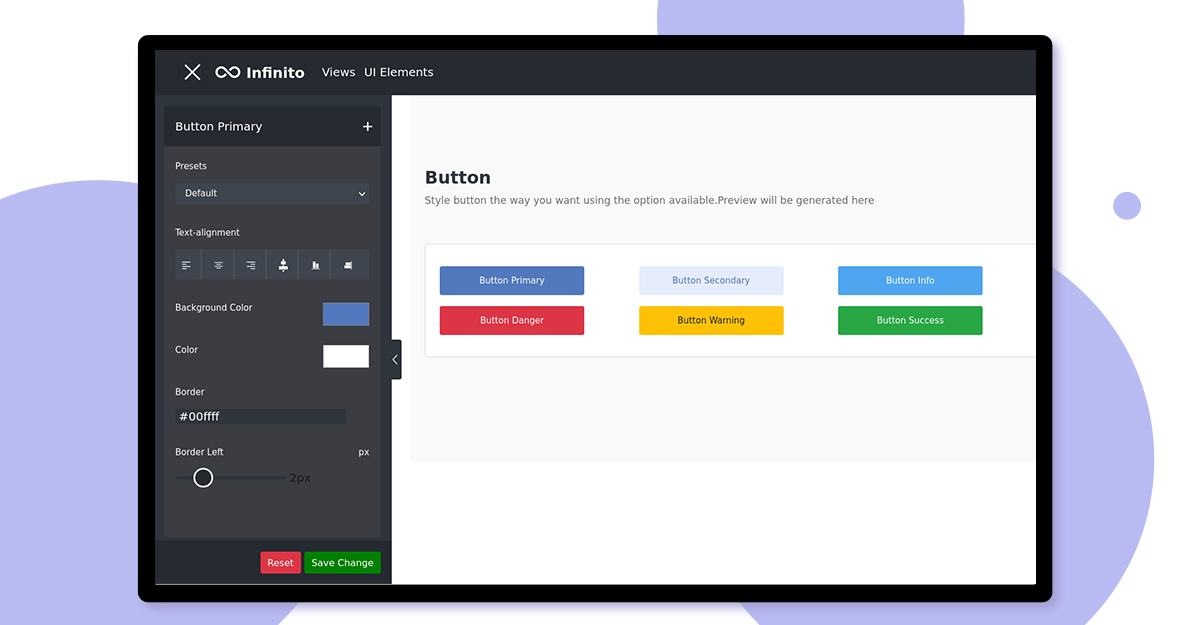 Infinito Views UI Elements
Button Primary +
Presets
Default
Text-alignment
Background Color
Color
Border
#00ffff
Border Left px
2px
Reset Save Change
Button
Style button the way you want using the option available.Preview will be generated here
Button Primary Button Secondary Button Info
Button Danger Button Warning Button Success